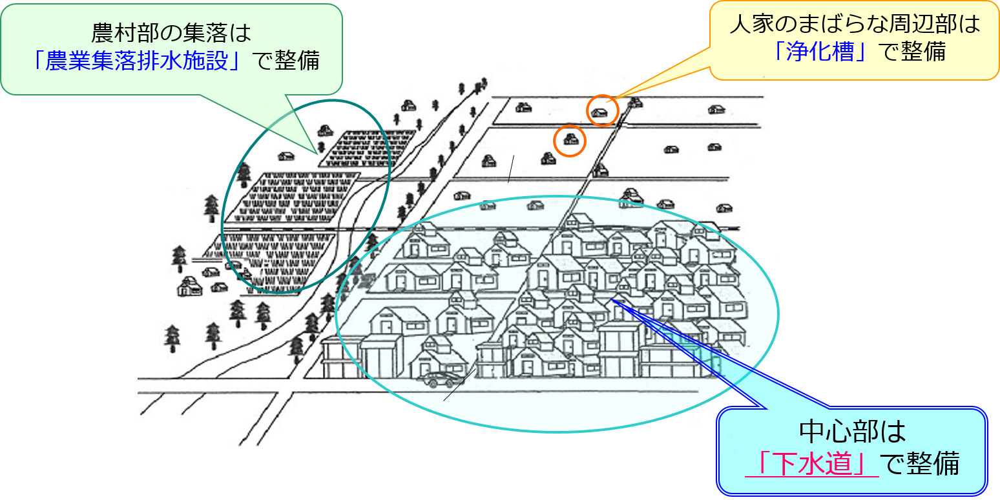 農村部の集落は
「農業集落排水施設」で整備
人家のまばらな周辺部は
「浄化槽」で整備
中心部は
「下水道」で整備